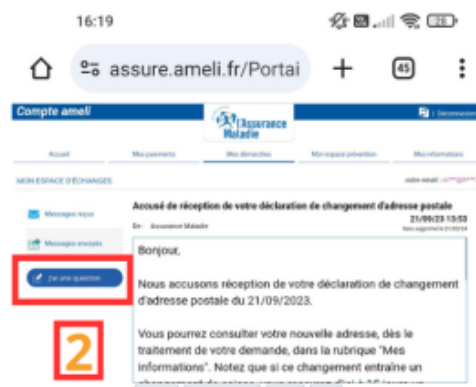 16:19
28
assure.ameli.fr/Portai
45
Compte ameli
l'Assurance
Maladie
Déconnexion
Accueil
Mes paiements
Mes démarches
Mon espace prévention
Mes informations
MON ESPACE D'ÉCHANGES
votre email :
Messages reçus
Messages envoyés
J'ai une question
2
Accusé de réception de votre déclaration de changement d'adresse postale
21/09/23 13:53
De : Assurance Maladie
Bonjour,
Nous accusons réception de votre déclaration de changement
d'adresse postale du 21/09/2023.
Vous pourrez consulter votre nouvelle adresse, dès le
traitement de votre demande, dans la rubrique "Mes
informations". Notez que si ce changement entraîne un